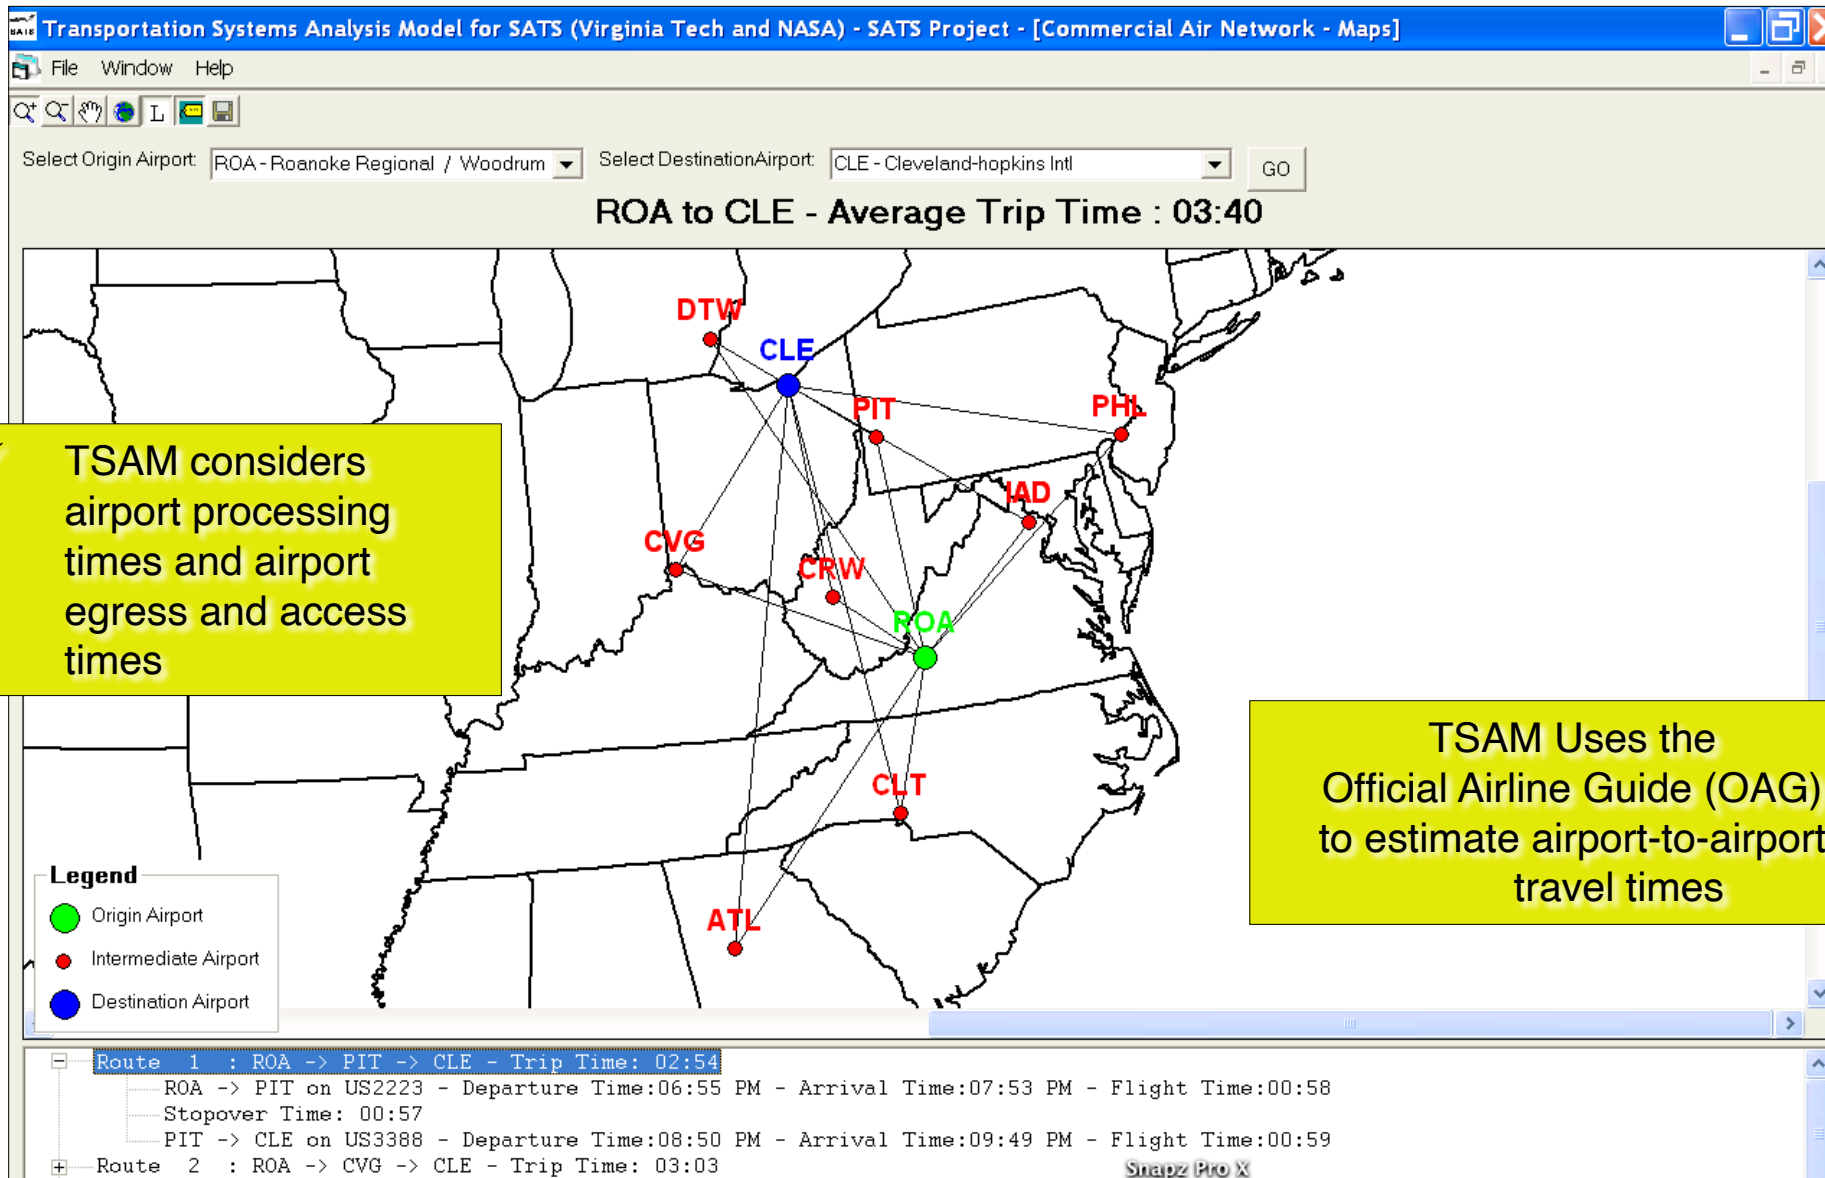 SATS Transportation Systems Analysis Model for SATS (Virginia Tech and NASA) - SATS Project - [Commercial Air Network - Maps]
File Window Help
L
Select Origin Airport: ROA - Roanoke Regional / Woodrum Select DestinationAirport: CLE - Cleveland-hopkins Intl GO
ROA to CLE - Average Trip Time : 03:40
DTW
CLE
PIT
PHL
TSAM considers
airport processing
times and airport
egress and access
times
IAD
CVG
CRW
ROA
TSAM Uses the
Official Airline Guide (OAG)
to estimate airport-to-airport
travel times
CLT
ATL
Legend
Origin Airport
Intermediate Airport
Destination Airport
Route 1 : ROA -> PIT -> CLE - Trip Time: 02:54
ROA -> PIT on US2223 - Departure Time:06:55 PM - Arrival Time:07:53 PM - Flight Time:00:58
Stopover Time: 00:57
PIT -> CLE on US3388 - Departure Time:08:50 PM - Arrival Time:09:49 PM - Flight Time:00:59
Route 2 : ROA -> CVG -> CLE - Trip Time: 03:03
Snapz Pro X